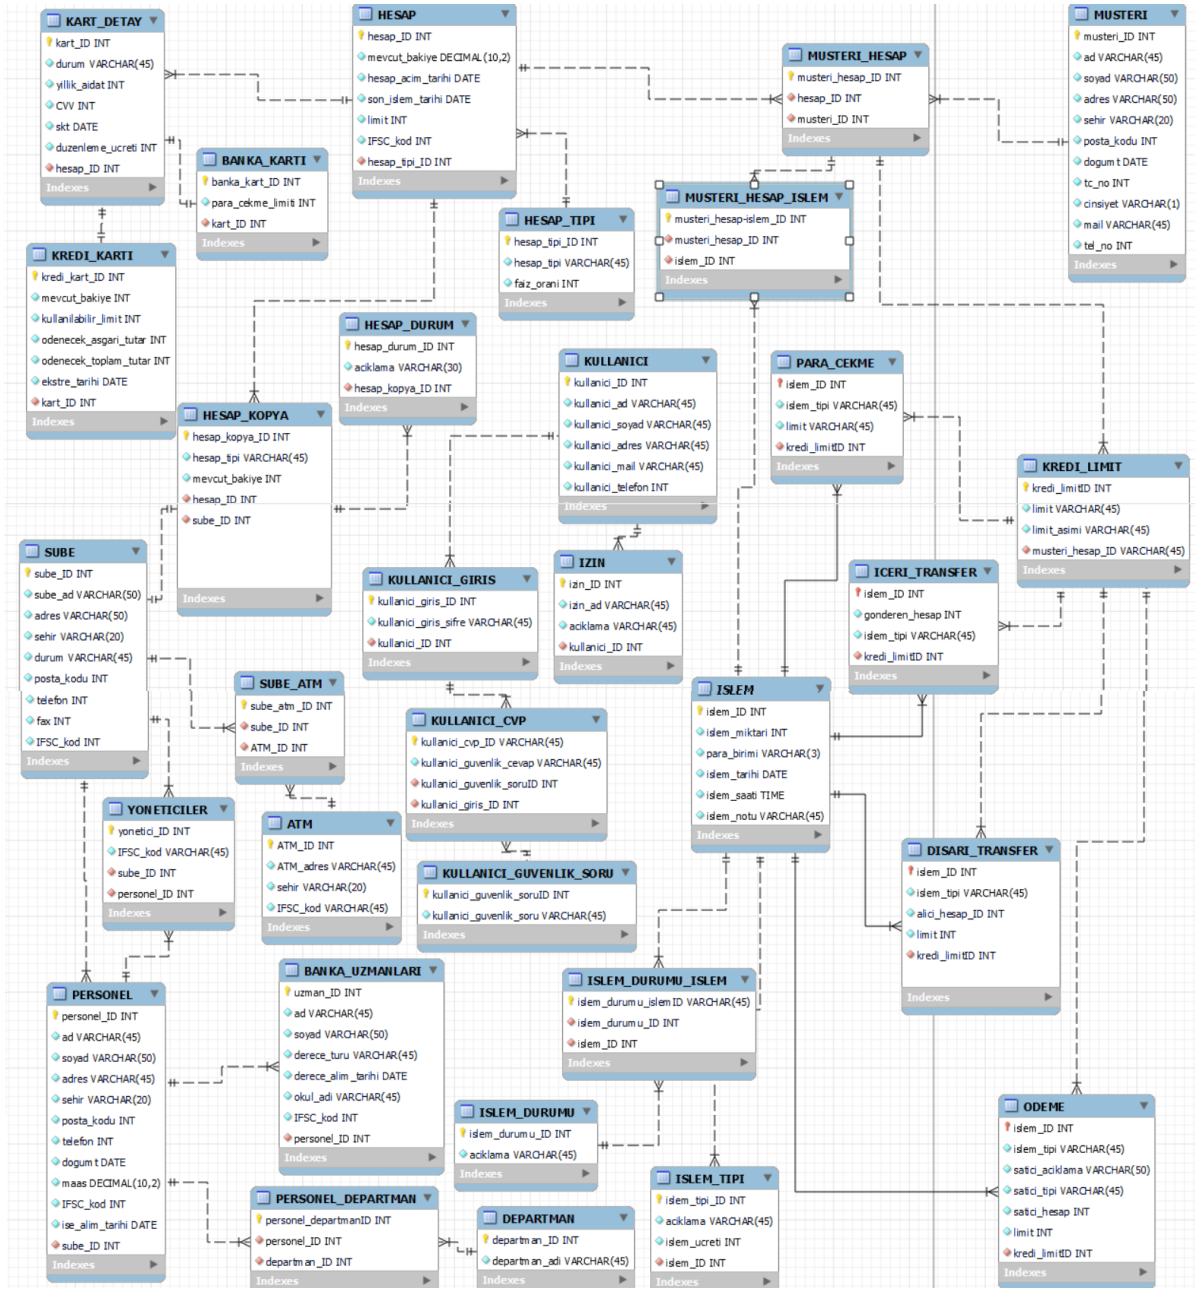 KART_DETAY
kart_ID INT
durum VARCHAR(45)
yillik_aidat INT
CVV INT
skt DATE
duzenleme_ucreti INT
hesap_ID INT
Indexes
HESAP
hesap_ID INT
mevcut_bakiye DECIMAL(10,2)
hesap_acim_tarihi DATE
son_islem_tarihi DATE
limit INT
IFSC_kod INT
hesap_tipi_ID INT
Indexes
MUSTERI_HESAP
musteri_hesap_ID INT
hesap_ID INT
musteri_ID INT
Indexes
MUSTERI
musteri_ID INT
ad VARCHAR(45)
soyad VARCHAR(50)
adres VARCHAR(50)
sehir VARCHAR(20)
posta_kodu INT
dogumt DATE
tc_no INT
cinsiyet VARCHAR(1)
mail VARCHAR(45)
tel_no INT
Indexes
BANKA_KARTI
banka_kart_ID INT
para_cekme_limiti INT
kart_ID INT
Indexes
HESAP_TIPI
hesap_tipi_ID INT
hesap_tipi VARCHAR(45)
faiz_orani INT
Indexes
MUSTERI_HESAP_ISLEM
musteri_hesap-islem_ID INT
musteri_hesap_ID INT
islem_ID INT
Indexes
KREDI_KARTI
kredi_kart_ID INT
mevcut_bakiye INT
kullanilabilir_limit INT
odenecek_asgari_tutar INT
odenecek_toplam_tutar INT
ekstre_tarihi DATE
kart_ID INT
Indexes
HESAP_DURUM
hesap_durum_ID INT
aciklama VARCHAR(30)
hesap_kopya_ID INT
Indexes
KULLANICI
kullanici_ID INT
kullanici_ad VARCHAR(45)
kullanici_soyad VARCHAR(45)
kullanici_adres VARCHAR(45)
kullanici_mail VARCHAR(45)
kullanici_telefon INT
Indexes
PARA_CEKME
islem_ID INT
islem_tipi VARCHAR(45)
limit VARCHAR(45)
kredi_limitID INT
Indexes
HESAP_KOPYA
hesap_kopya_ID INT
hesap_tipi VARCHAR(45)
mevcut_bakiye INT
hesap_ID INT
sube_ID INT
Indexes
KREDI_LIMIT
kredi_limitID INT
limit VARCHAR(45)
limit_asimi VARCHAR(45)
musteri_hesap_ID VARCHAR(45)
Indexes
SUBE
sube_ID INT
sube_ad VARCHAR(50)
adres VARCHAR(50)
sehir VARCHAR(20)
durum VARCHAR(45)
posta_kodu INT
telefon INT
fax INT
IFSC_kod INT
Indexes
KULLANICI_GIRIS
kullanici_giris_ID INT
kullanici_giris_sifre VARCHAR(45)
kullanici_ID INT
Indexes
IZIN
izin_ID INT
izin_ad VARCHAR(45)
aciklama VARCHAR(45)
kullanici_ID INT
Indexes
ICERI_TRANSFER
islem_ID INT
gonderen_hesap INT
islem_tipi VARCHAR(45)
kredi_limitID INT
Indexes
SUBE_ATM
sube_atm_ID INT
sube_ID INT
ATM_ID INT
Indexes
ISLEM
islem_ID INT
islem_miktari INT
para_birimi VARCHAR(3)
islem_tarihi DATE
islem_saati TIME
islem_notu VARCHAR(45)
Indexes
KULLANICI_CVP
kullanici_cvp_ID VARCHAR(45)
kullanici_guvenlik_cevap VARCHAR(45)
kullanici_guvenlik_soruID INT
kullanici_giris_ID INT
Indexes
YONETICILER
yonetici_ID INT
IFSC_kod VARCHAR(45)
sube_ID INT
personel_ID INT
Indexes
ATM
ATM_ID INT
ATM_adres VARCHAR(45)
sehir VARCHAR(20)
IFSC_kod VARCHAR(45)
Indexes
KULLANICI_GUVENLIK_SORU
kullanici_guvenlik_soruID INT
kullanici_guvenlik_soru VARCHAR(45)
Indexes
DISARI_TRANSFER
islem_ID INT
islem_tipi VARCHAR(45)
alici_hesap_ID INT
limit INT
kredi_limitID INT
Indexes
PERSONEL
personel_ID INT
ad VARCHAR(45)
soyad VARCHAR(50)
adres VARCHAR(45)
sehir VARCHAR(20)
posta_kodu INT
telefon INT
dogumt DATE
maas DECIMAL(10,2)
IFSC_kod INT
ise_alim_tarihi DATE
sube_ID INT
Indexes
BANKA_UZMANLARI
uzman_ID INT
ad VARCHAR(45)
soyad VARCHAR(50)
derece_turu VARCHAR(45)
derece_alim_tarihi DATE
okul_adi VARCHAR(45)
IFSC_kod INT
personel_ID INT
Indexes
ISLEM_DURUMU_ISLEM
islem_durumu_islemID VARCHAR(45)
islem_durumu_ID INT
islem_ID INT
Indexes
ISLEM_DURUMU
islem_durumu_ID INT
aciklama VARCHAR(45)
Indexes
ODEME
islem_ID INT
islem_tipi VARCHAR(45)
satici_aciklama VARCHAR(50)
satici_tipi VARCHAR(45)
satici_hesap INT
limit INT
kredi_limitID INT
Indexes
ISLEM_TIPI
islem_tipi_ID INT
aciklama VARCHAR(45)
islem_ucreti INT
islem_ID INT
Indexes
PERSONEL_DEPARTMAN
personel_departmanID INT
personel_ID INT
departman_ID INT
Indexes
DEPARTMAN
departman_ID INT
departman_adi VARCHAR(45)
Indexes